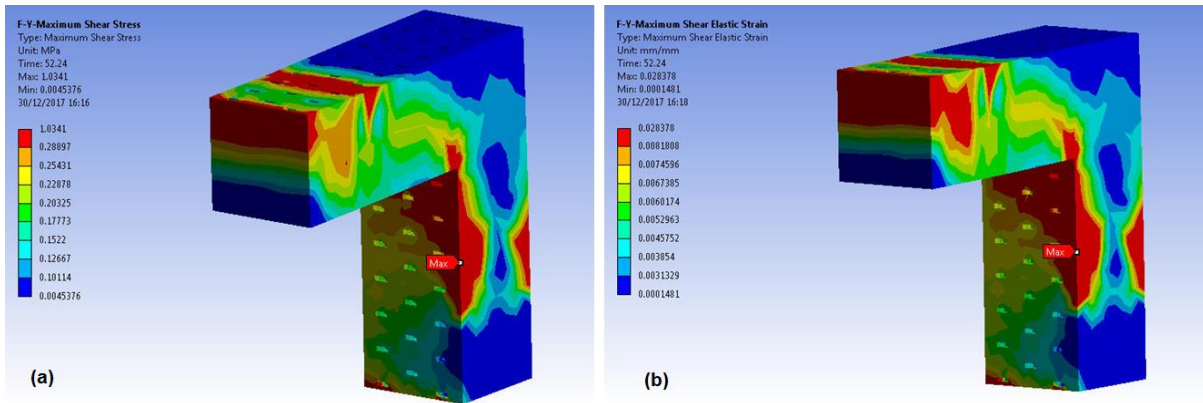 F-Y-Maximum Shear Stress
Type: Maximum Shear Stress
Unit: MPa
Time: 52.24
Max: 1.0341
Min: 0.0045376
30/12/2017 16:16
1.0341
0.28897
0.25431
0.22878
0.20325
0.17773
0.1522
0.12667
0.10114
0.0045376
Max
(a)
F-Y-Maximum Shear Elastic Strain
Type: Maximum Shear Elastic Strain
Unit: mm/mm
Time: 52.24
Max: 0.028378
Min: 0.0001481
30/12/2017 16:18
0.028378
0.0081808
0.0074596
0.0067385
0.0060174
0.0052963
0.0045752
0.003854
0.0031329
0.0001481
Max
(b)